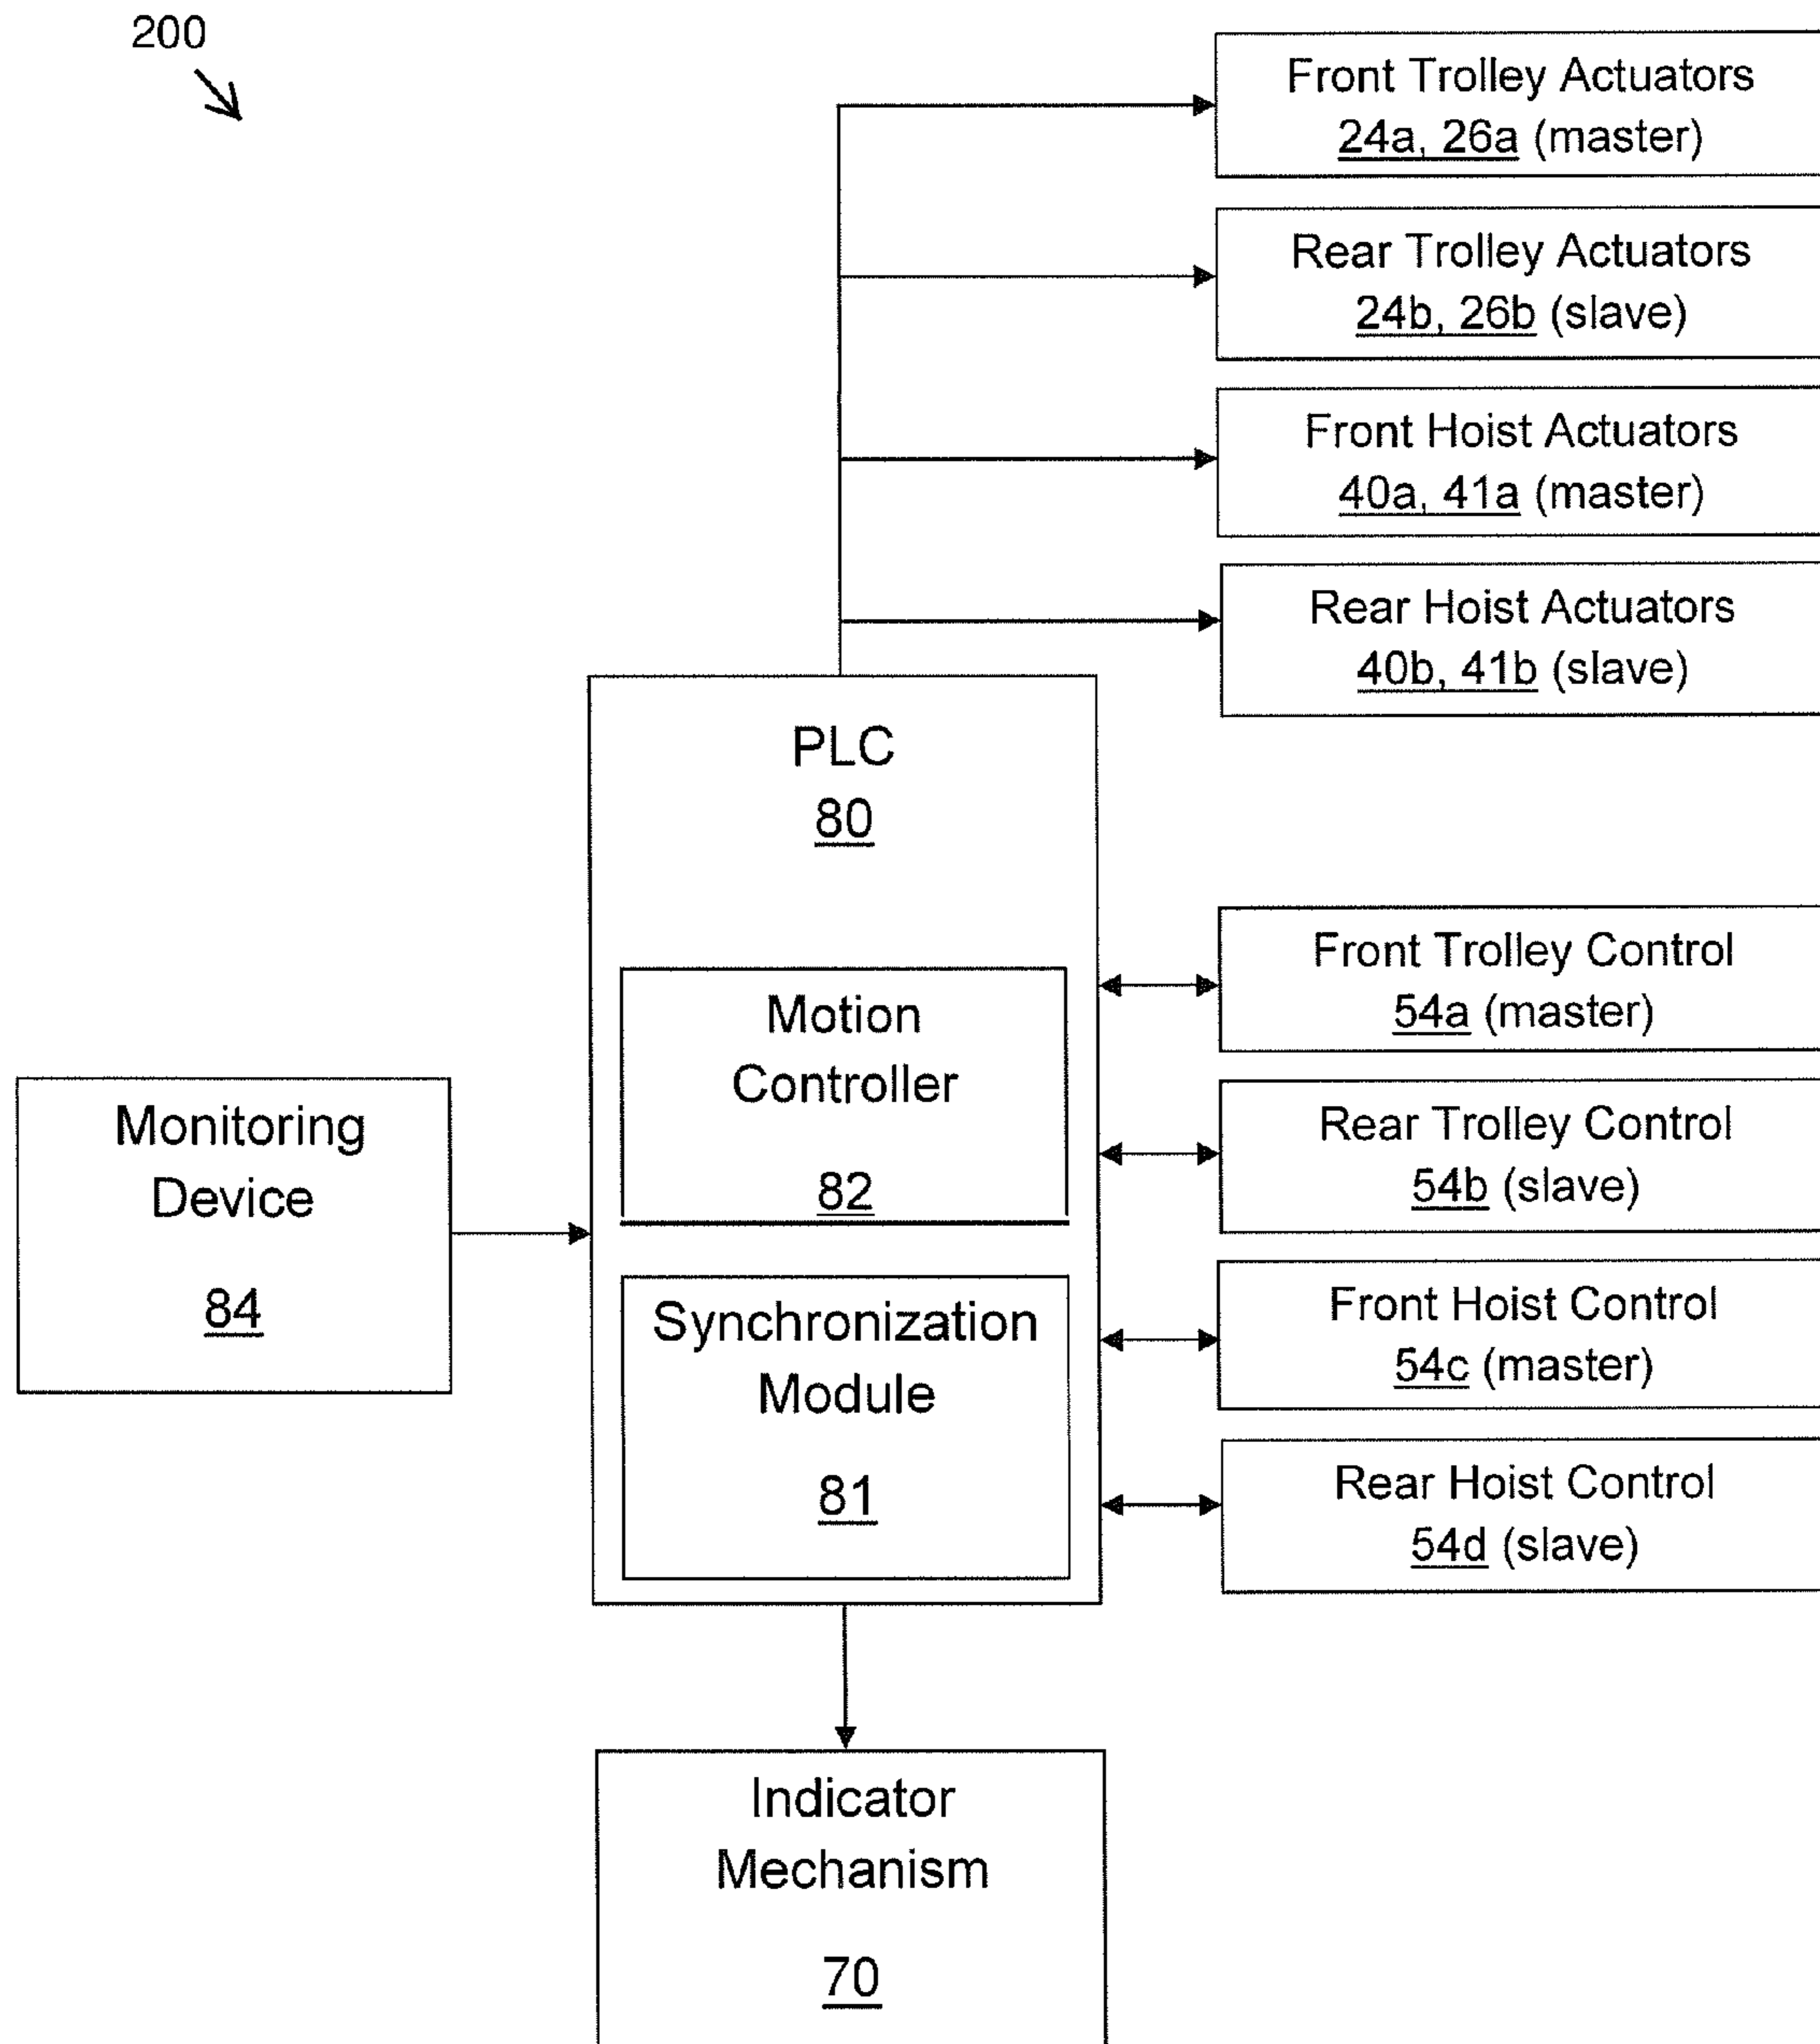 200
Front Trolley Actuators
24a, 26a (master)
Rear Trolley Actuators
24b, 26b (slave)
Front Hoist Actuators
40a, 41a (master)
Rear Hoist Actuators
40b, 41b (slave)
PLC
80
Motion
Controller
82
Synchronization
Module
81
Monitoring
Device
84
Front Trolley Control
54a (master)
Rear Trolley Control
54b (slave)
Front Hoist Control
54c (master)
Rear Hoist Control
54d (slave)
Indicator
Mechanism
70